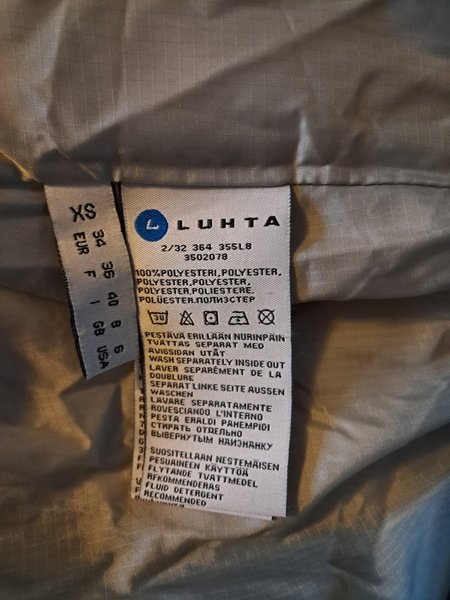 XS
34 36 40 8 6
EUR F I GB USA
L LUHTA
2/32 364 355L8
3502078
100%POLYESTERI,POLYESTER,
POLYESTER,POLYESTER,
POLYESTER,POLIESTERE.
POLÜESTER.ПОЛИЭСТЕР
30
PESTÄVÄ ERILLÄÄN NURINPÄIN
TVÄTTAS SEPARAT MED
AVIGSIDAN UTÅT
WASH SEPARATELY INSIDE OUT
LAVER SEPARÉMENT DE LA
DOUBLURE
SEPARAT LINKE SEITE AUSSEN
WASCHEN
LAVARE SEPARATAMENTE
ROVESCIANDO L'INTERNO
PESTA ERALDI PAHEMPIDI
СТИРАТЬ ОТДЕЛЬНО
ВЫВЕРНУТЫМ НАИЗНАНКУ
SUOSITELLAAN NESTEMÄISEN
PESUAINEEN KÄYTTÖÄ
FLYTANDE TVATTMEDEL
RFKOMMENDERAS
FLUID DETERGENT
RECOMMENDED